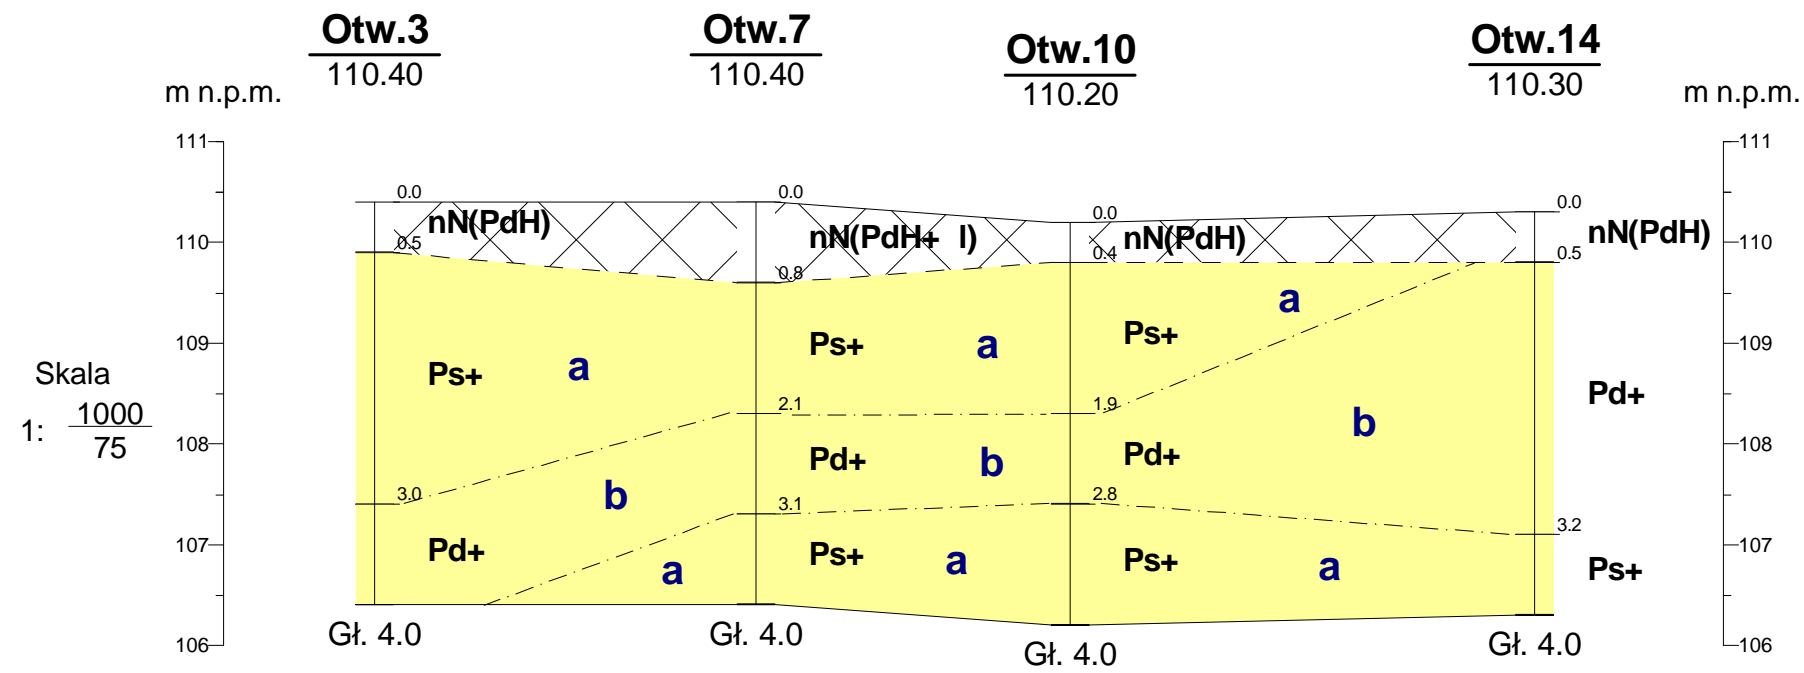 Otw.3
110.40
Otw.7
110.40
Otw.10
110.20
Otw.14
110.30
m n.p.m.
m n.p.m.
111
110
109
108
107
106
Skala
1: 1000
75
0.0
nN(PdH)
0.5
Ps+
a
3.0
Pd+
b
a
Gł. 4.0
0.0
nN(PdH+ I)
0.8
Ps+
a
2.1
Pd+
b
3.1
Ps+
a
Gł. 4.0
0.0
nN(PdH)
0.4
Ps+
a
1.9
Pd+
b
2.8
Ps+
a
Gł. 4.0
0.0
nN(PdH)
0.5
Pd+
3.2
Ps+
Gł. 4.0
111
110
109
108
107
106